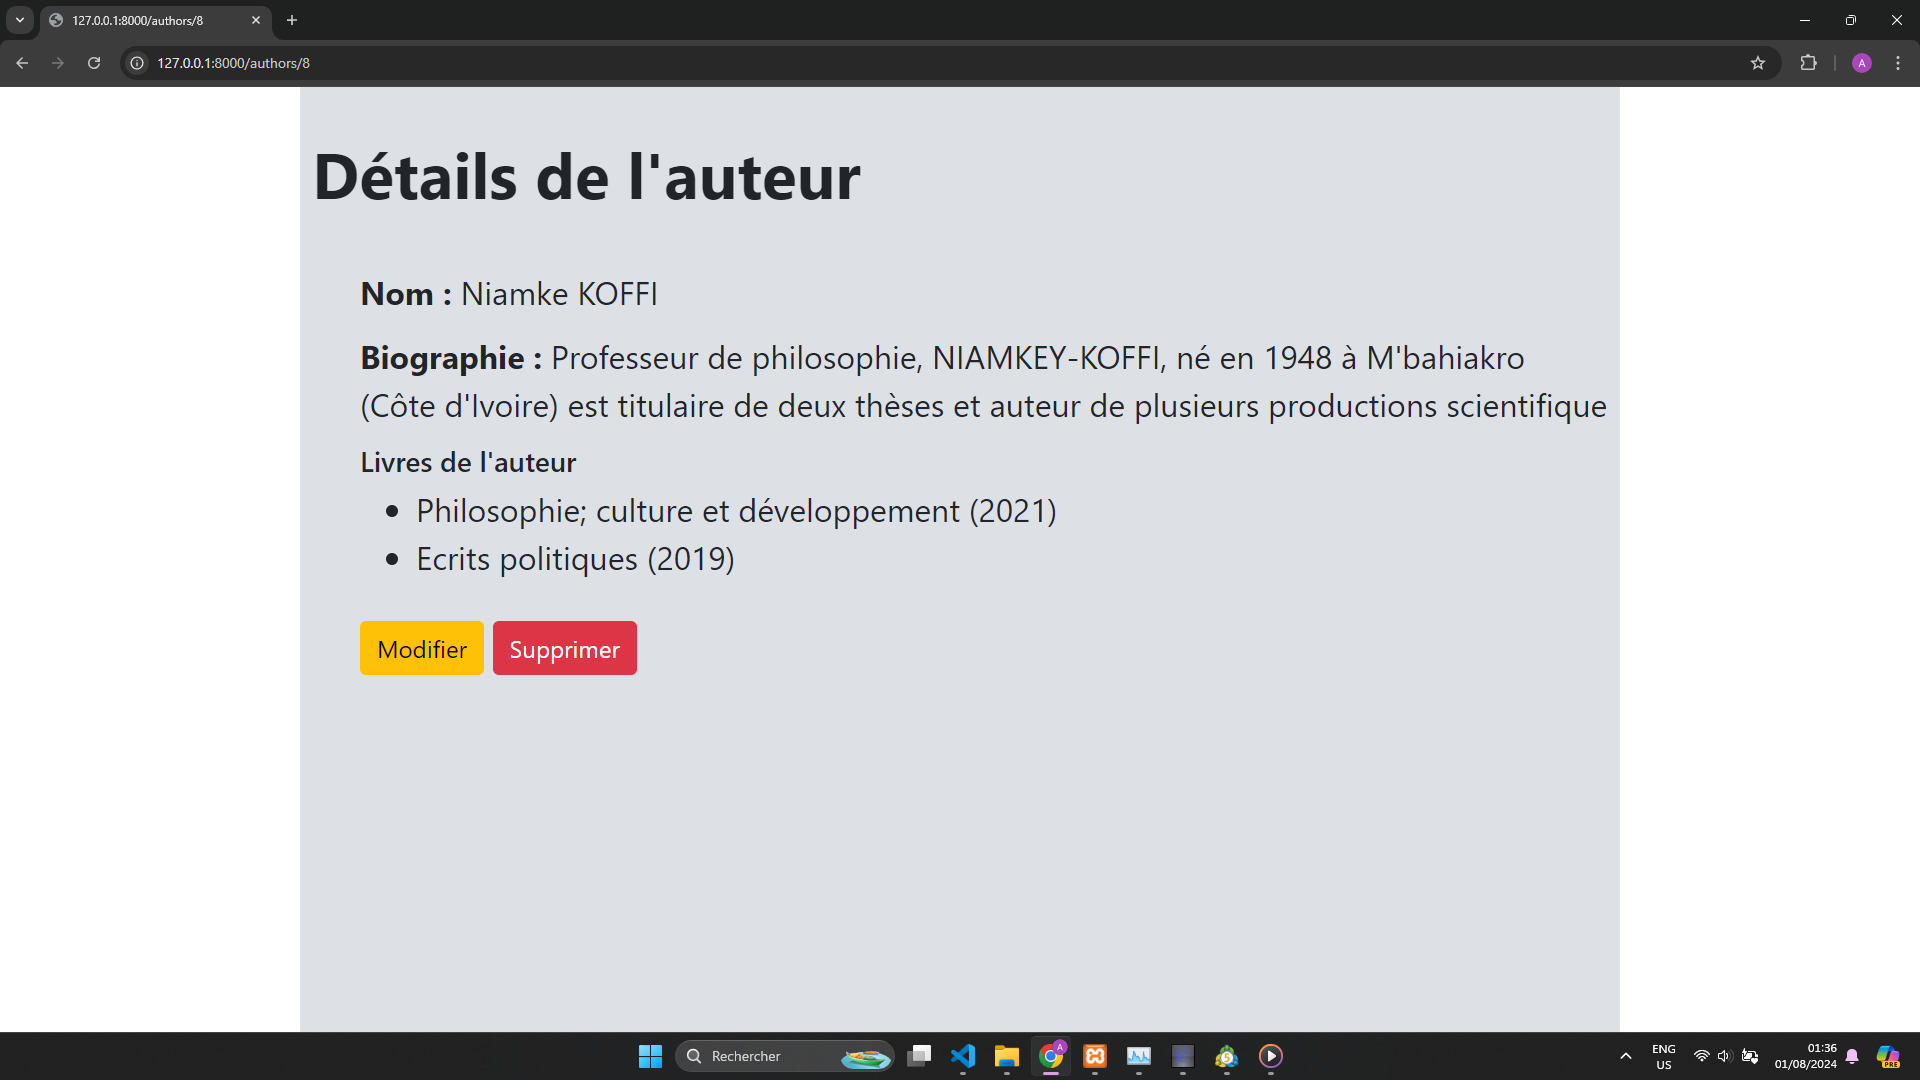 127.0.0.1:8000/authors/8
127.0.0.1:8000/authors/8
A
Détails de l'auteur
Nom : Niamke KOFFI
Biographie : Professeur de philosophie, NIAMKEY-KOFFI, né en 1948 à M'bahiakro
(Côte d'Ivoire) est titulaire de deux thèses et auteur de plusieurs productions scientifique
Livres de l'auteur
• Philosophie; culture et développement (2021)
• Ecrits politiques (2019)
Modifier Supprimer
Rechercher
A
ENG
US
01:36
01/08/2024
PRE